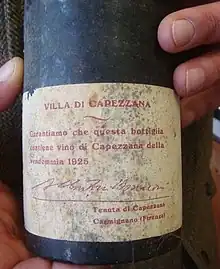 VILLA DI CAPEZZANA
Garantiamo che questa bottiglia
contiene vino di Capezzana della
vendemmia 1925
Tenuta di Capezzana
Carmignano (Firenze)